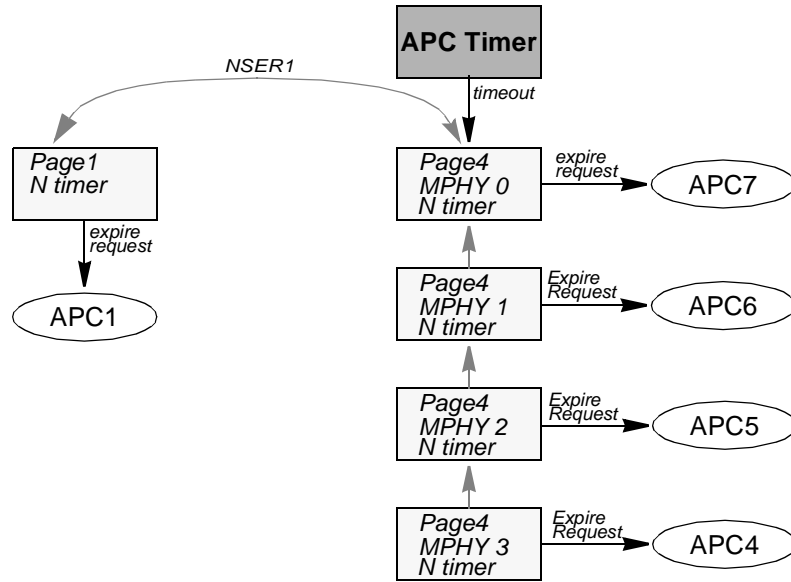 APC Timer
NSER1
timeout
Page1
N timer
expire
request
APC1
Page4
MPHY 0
N timer
expire
request
APC7
Page4
MPHY 1
N timer
Expire
Request
APC6
Page4
MPHY 2
N timer
Expire
Request
APC5
Page4
MPHY 3
N timer
Expire
Request
APC4